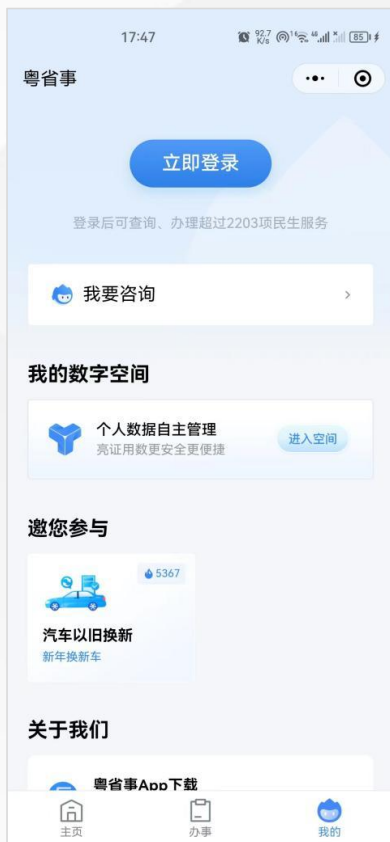 17:47
92.7
K/s
85
粤省事
立即登录
登录后可查询、办理超过2203项民生服务
我要咨询
我的数字空间
个人数据自主管理
亮证用数更安全更便捷
进入空间
邀您参与
5367
汽车以旧换新
新年换新车
关于我们
粤省事App下载
主页
办事
我的